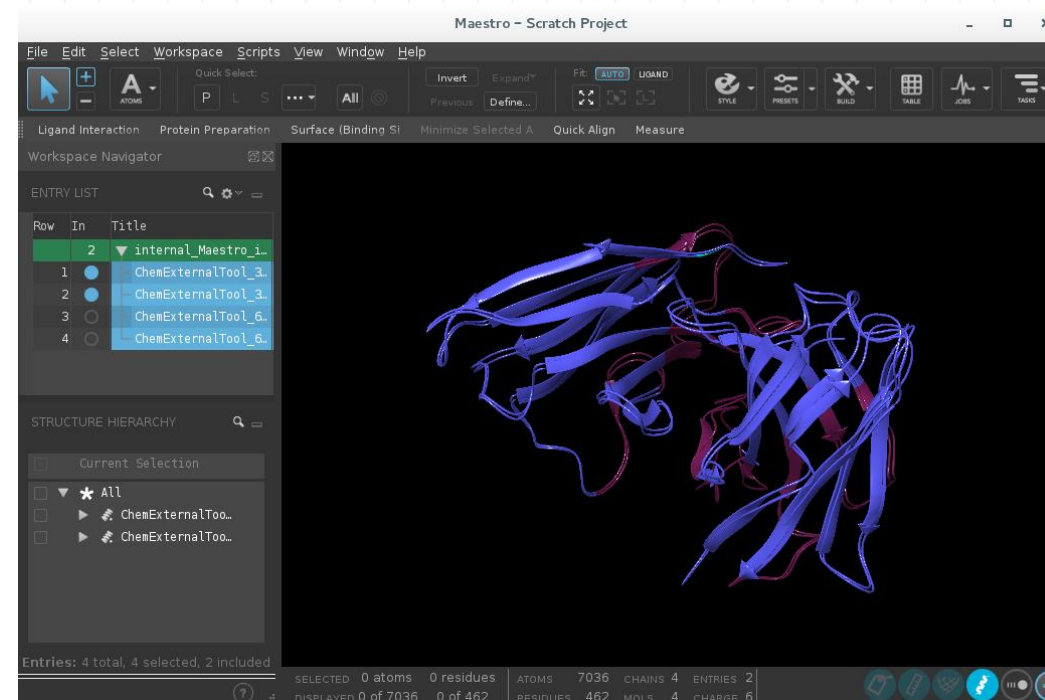 Maestro – Scratch Project
File Edit Select Workspace Scripts View Window Help
Quick Select:
Invert Expand
Fit: AUTO LIGAND
A
ATOMS
P L S ... All
Previous Define...
STYLE PRESETS BUILD TABLE JOBS TASKS
Ligand Interaction Protein Preparation Surface (Binding Si Minimize Selected A Quick Align Measure
Workspace Navigator
ENTRY LIST
Row In Title
2 internal_Maestro_i…
1 ChemExternalTool_3…
2 ChemExternalTool_3…
3 ChemExternalTool_6…
4 ChemExternalTool_6…
STRUCTURE HIERARCHY
Current Selection
All
ChemExternalToo…
ChemExternalToo…
Entries: 4 total, 4 selected, 2 included
SELECTED 0 atoms 0 residues ATOMS 7036 CHAINS 4 ENTRIES 2
? DISPLAYED 0 of 7036 0 of 462 RESIDUES 462 MOLS 4 CHARGE 6